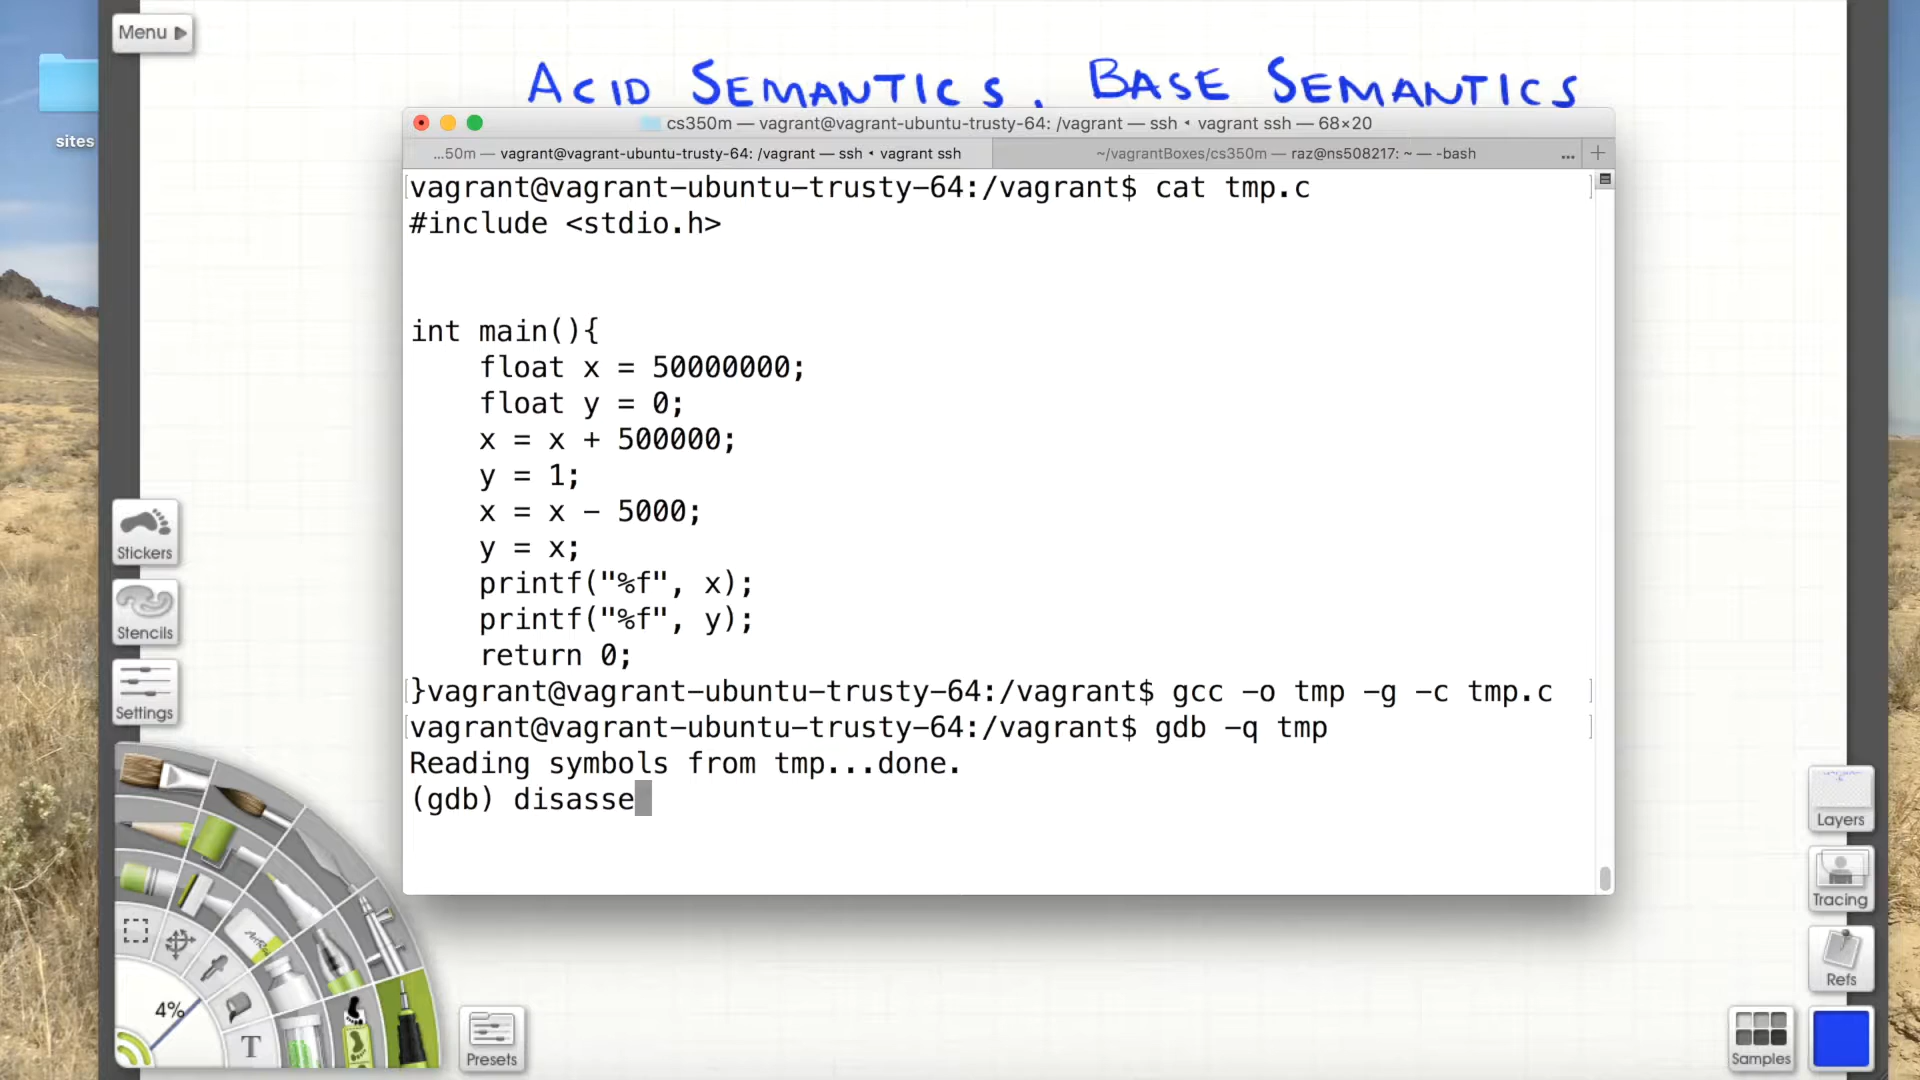 Menu
ACID SEMANTICS, BASE SEMANTICS
sites
cs350m — vagrant@vagrant-ubuntu-trusty-64: /vagrant — ssh ‹ vagrant ssh — 68×20
...50m — vagrant@vagrant-ubuntu-trusty-64: /vagrant — ssh ‹ vagrant ssh
~/vagrantBoxes/cs350m — raz@ns508217: ~ — -bash ...
vagrant@vagrant-ubuntu-trusty-64:/vagrant$ cat tmp.c
#include <stdio.h>
int main(){
    float x = 50000000;
    float y = 0;
    x = x + 500000;
    y = 1;
    x = x - 5000;
    y = x;
    printf("%f", x);
    printf("%f", y);
    return 0;
}vagrant@vagrant-ubuntu-trusty-64:/vagrant$ gcc -o tmp -g -c tmp.c
vagrant@vagrant-ubuntu-trusty-64:/vagrant$ gdb -q tmp
Reading symbols from tmp...done.
(gdb) disasse
Stickers
Stencils
Settings
4%
T
Presets
Layers
Tracing
Refs
Samples